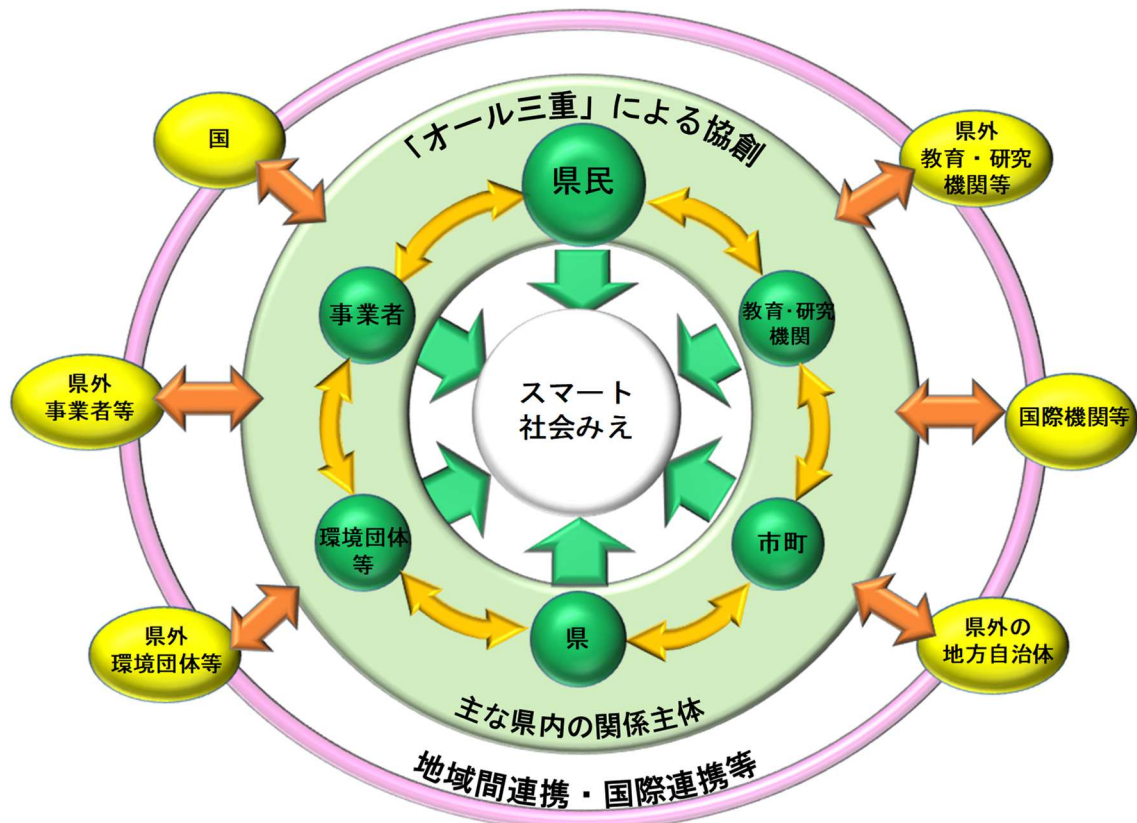 「オール三重」による協創
国
県外
教育・研究
機関等
県民
事業者
教育・研究
機関
スマート
社会みえ
県外
事業者等
国際機関等
環境団体
等
市町
県
県外
環境団体等
県外の
地方自治体
主な県内の関係主体
地域間連携・国際連携等